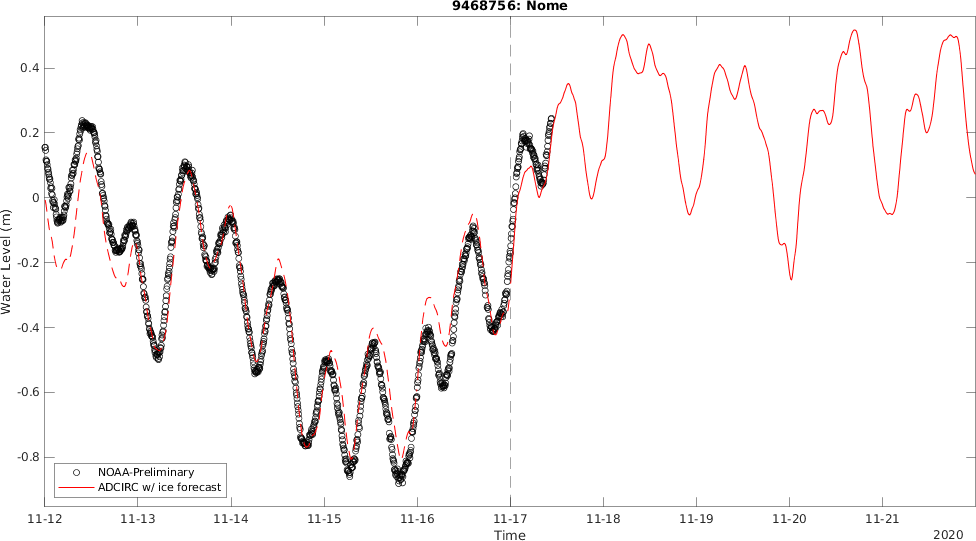 9468756: Nome
Water Level (m)
0.4
0.2
0
-0.2
-0.4
-0.6
-0.8
NOAA-Preliminary
ADCIRC w/ ice forecast
11-12 11-13 11-14 11-15 11-16 11-17 11-18 11-19 11-20 11-21
Time
2020